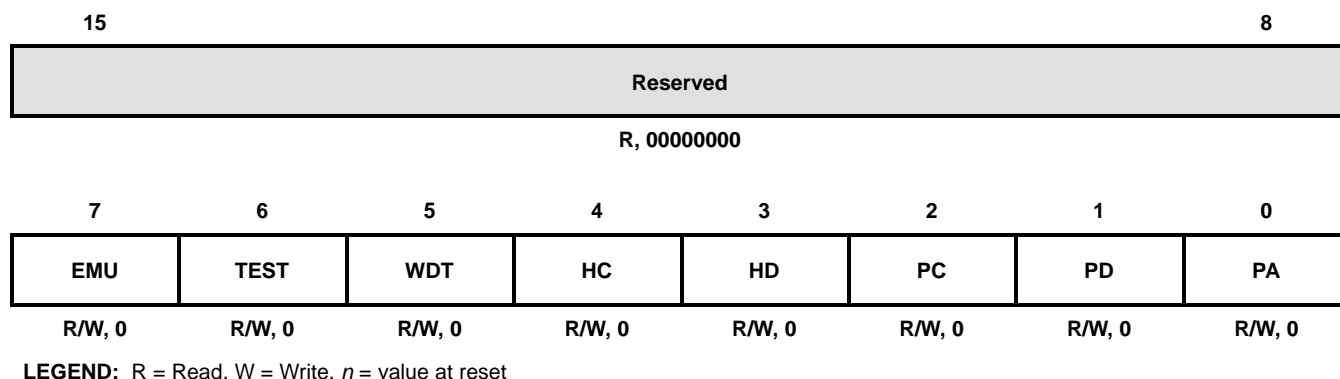 15 8
Reserved
R, 00000000
7 6 5 4 3 2 1 0
EMU TEST WDT HC HD PC PD PA
R/W, 0 R/W, 0 R/W, 0 R/W, 0 R/W, 0 R/W, 0 R/W, 0 R/W, 0
LEGEND: R = Read, W = Write, n = value at reset